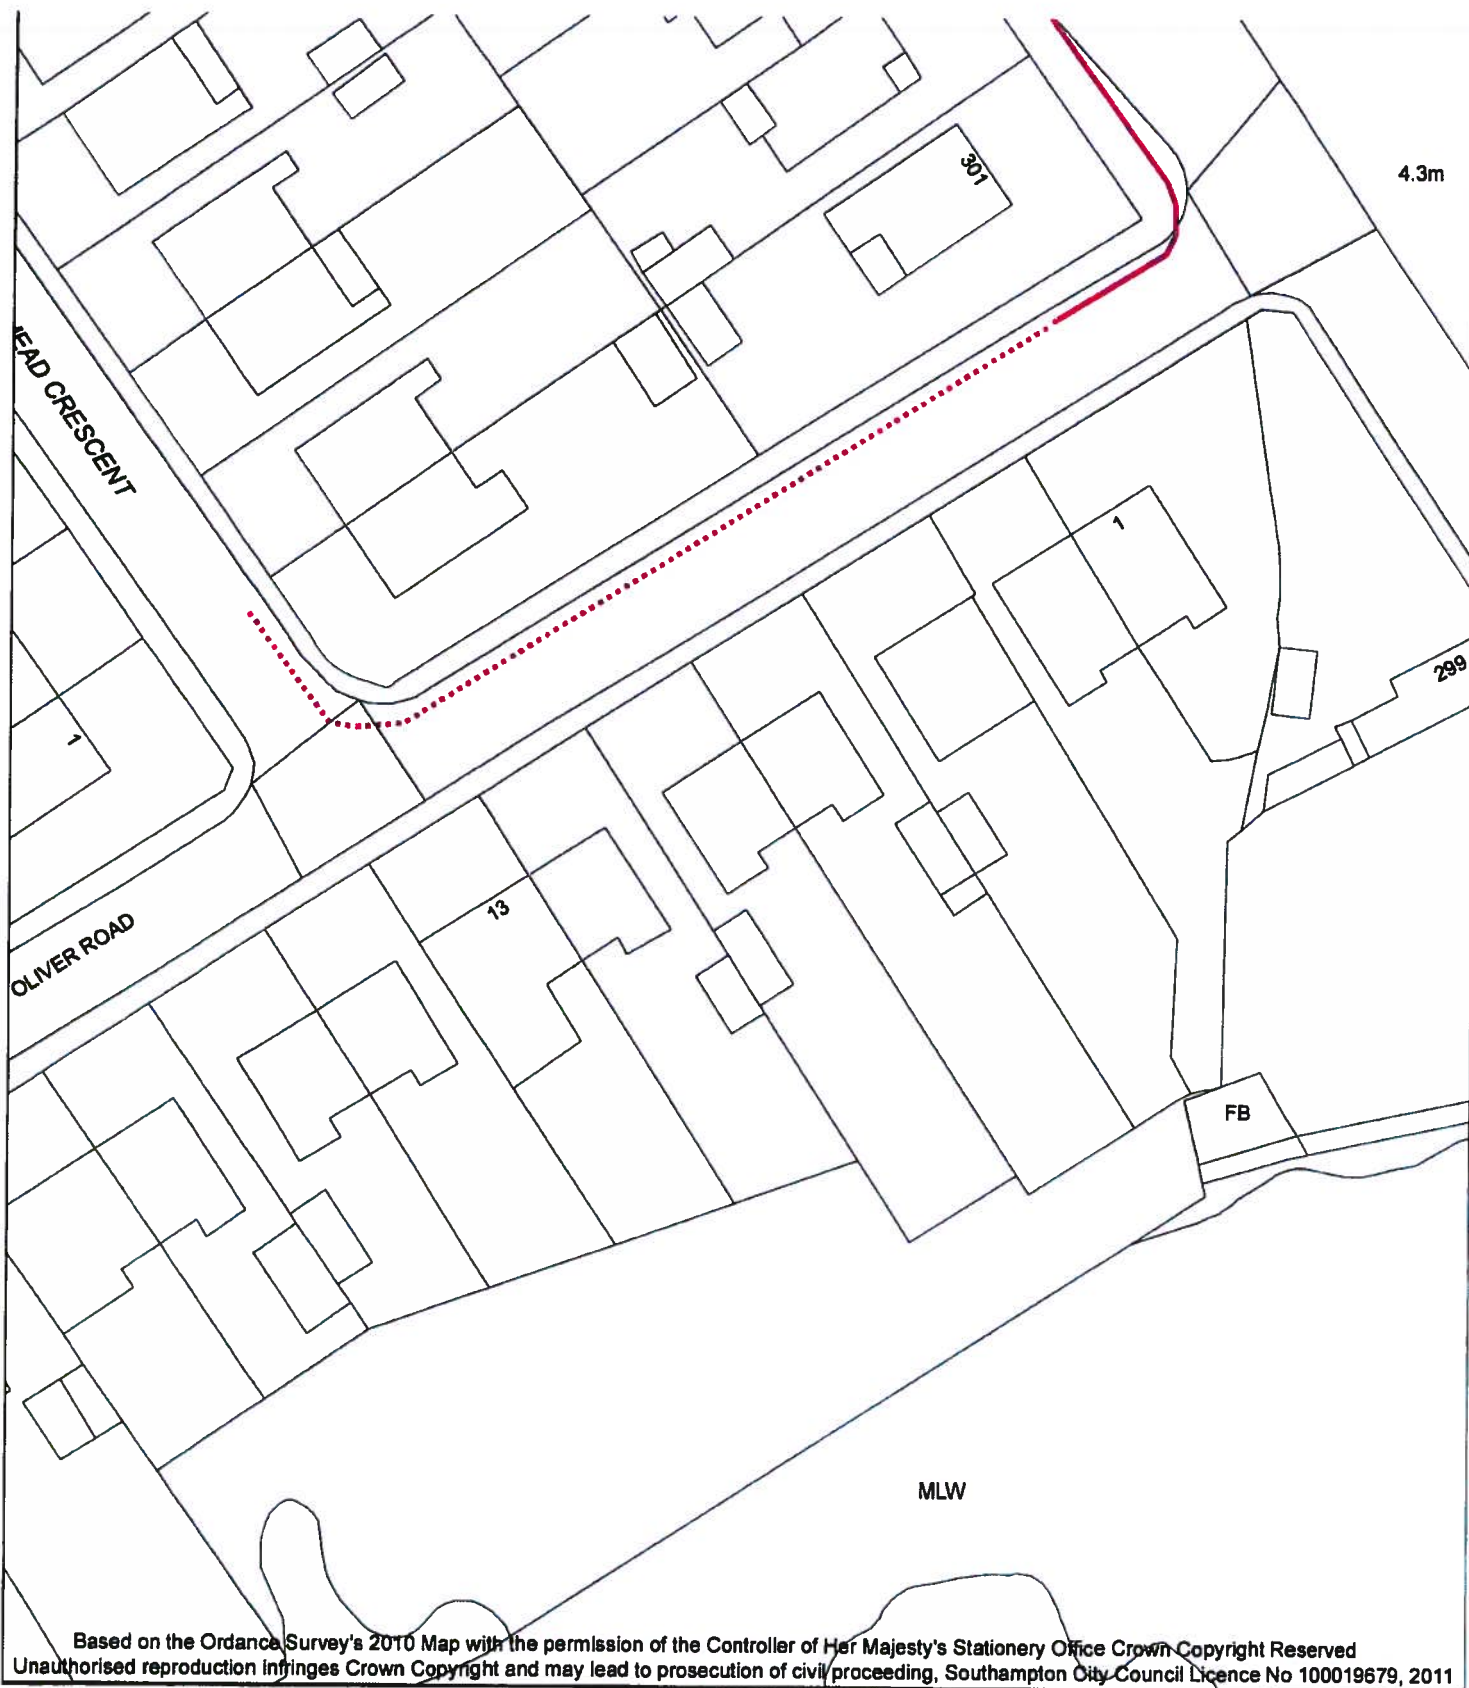 301
4.3m
EAD CRESCENT
1
1
299
13
OLIVER ROAD
FB
MLW
Based on the Ordance Survey's 2010 Map with the permission of the Controller of Her Majesty's Stationery Office Crown Copyright Reserved
Unauthorised reproduction infringes Crown Copyright and may lead to prosecution of civil proceeding, Southampton City Council Licence No 100019679, 2011